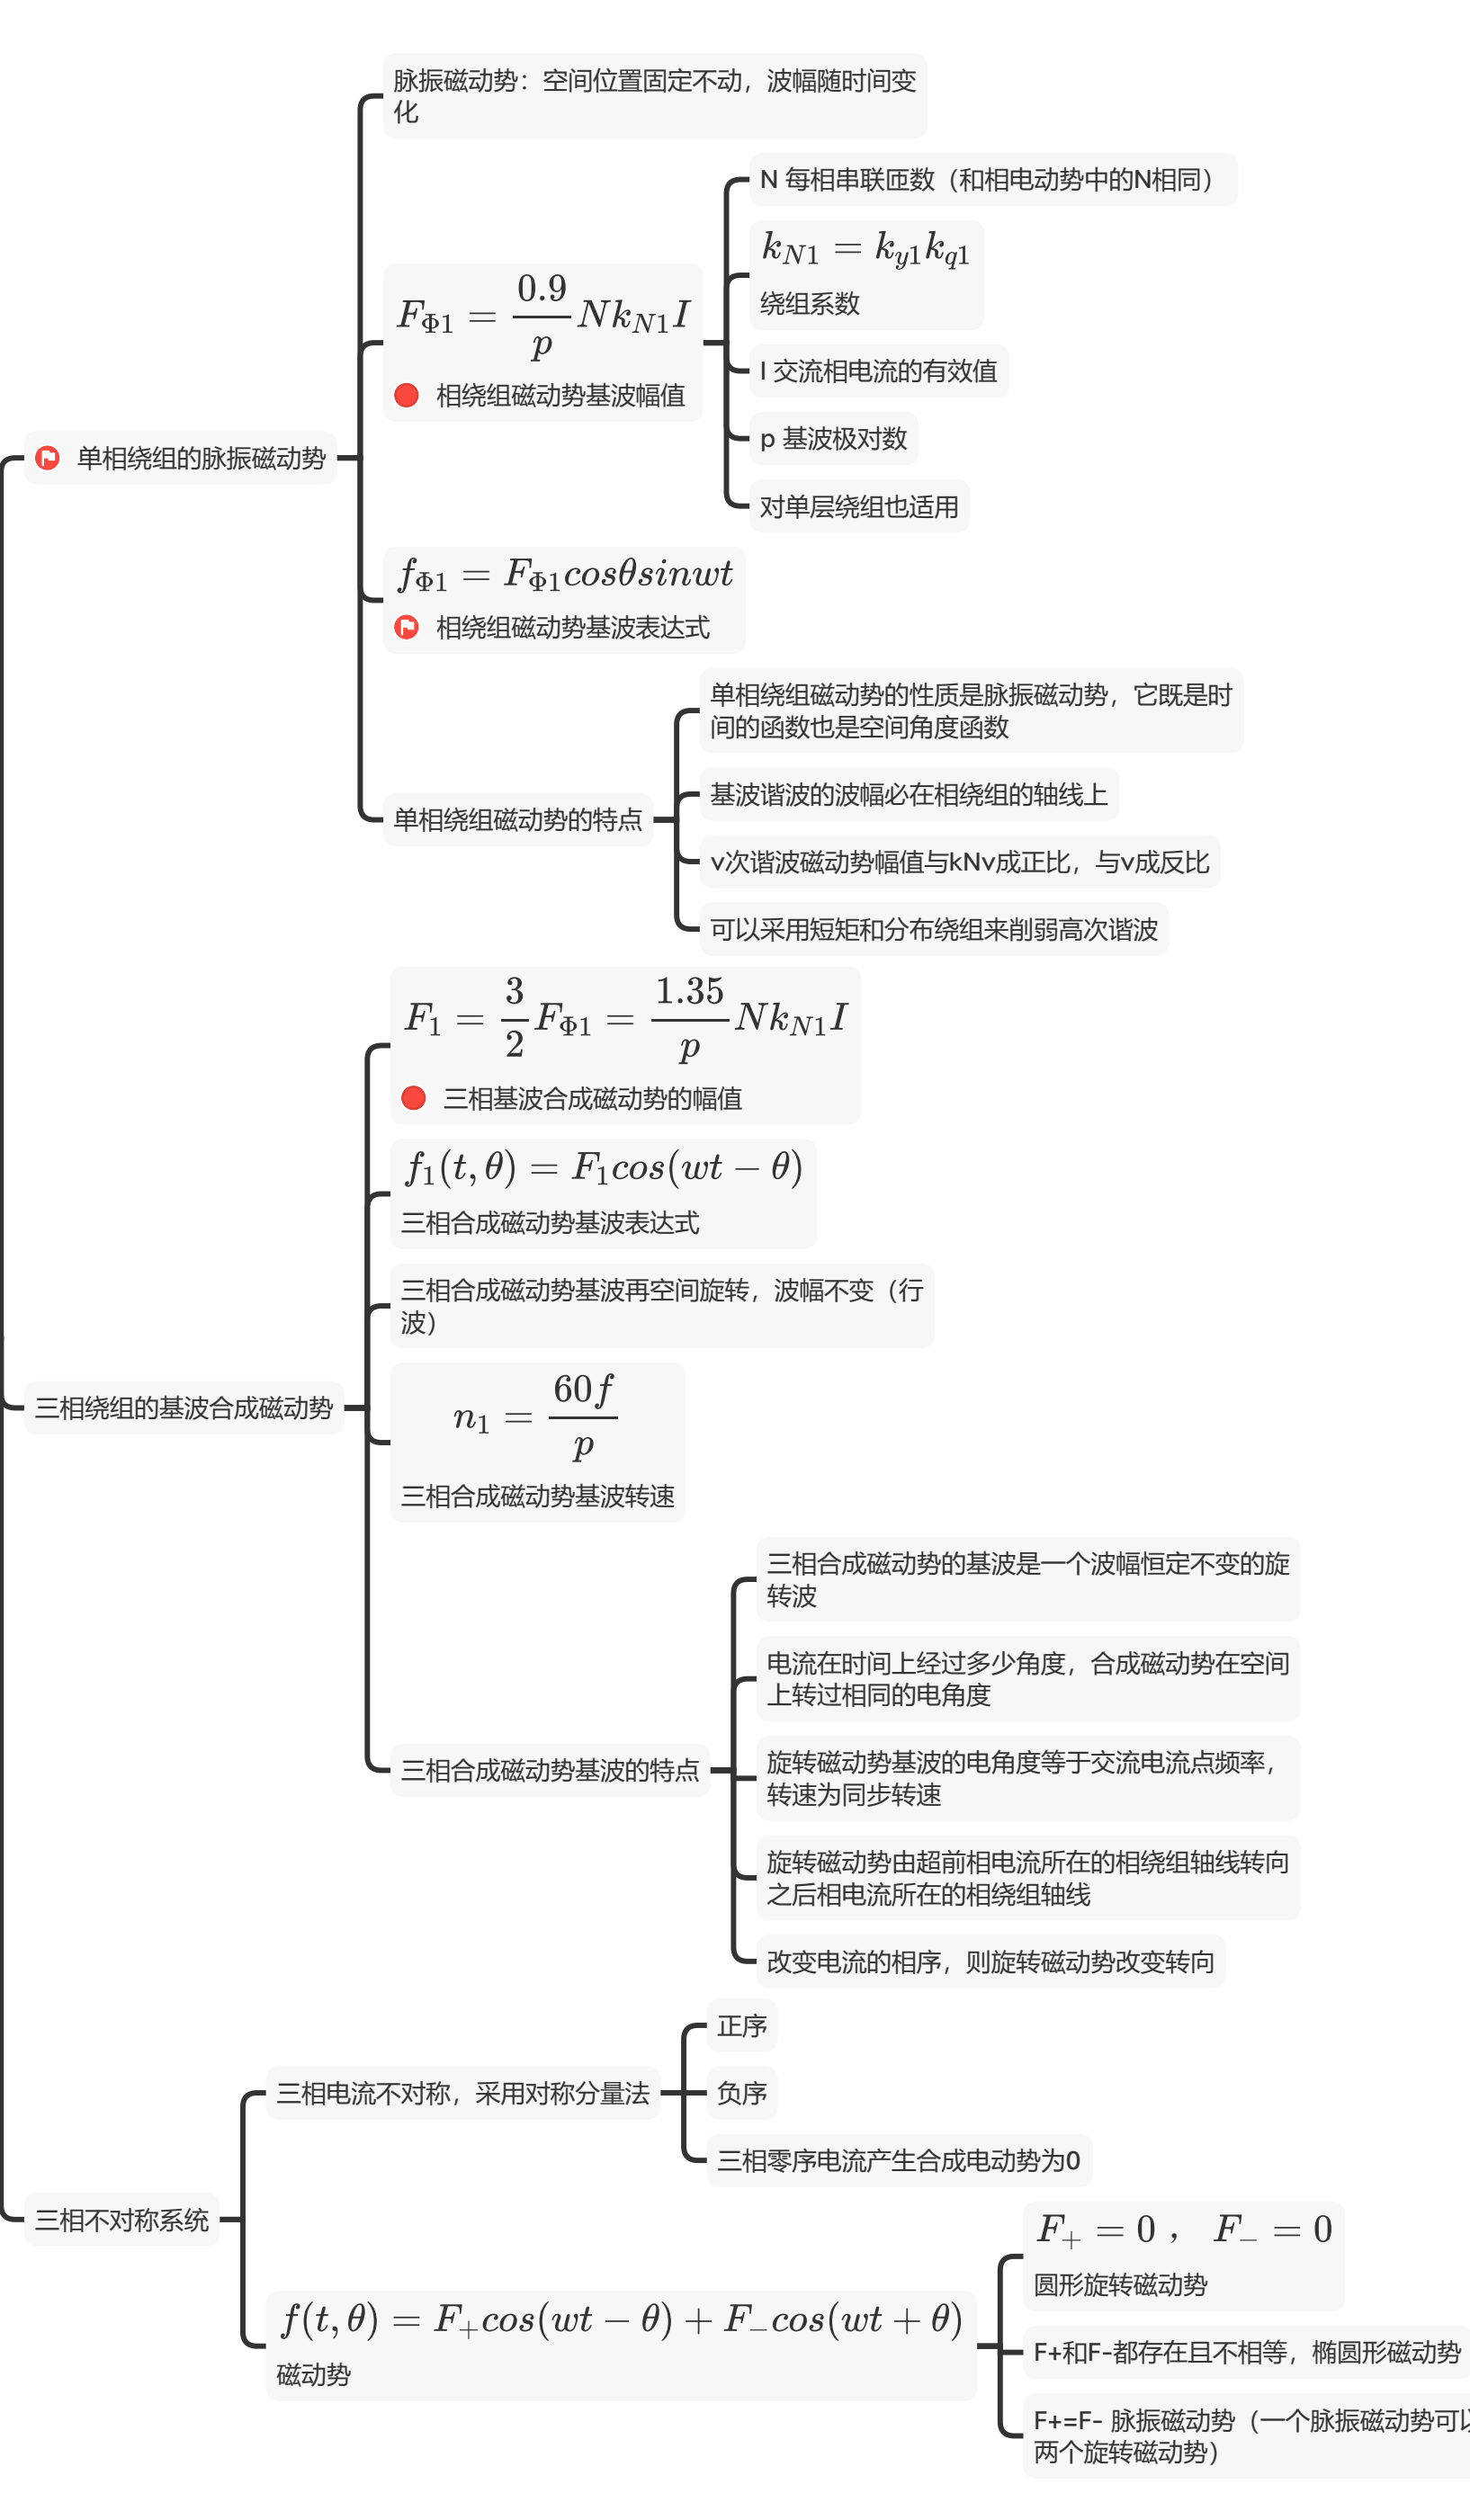 脉振磁动势：空间位置固定不动，波幅随时间变
化
N 每相串联匝数（和相电动势中的N相同）
k_{N1} = k_{y1}k_{q1}
绕组系数
F_{Φ1} = \frac{0.9}{p} N k_{N1} I
相绕组磁动势基波幅值
I 交流相电流的有效值
p 基波极对数
对单层绕组也适用
单相绕组的脉振磁动势
f_{Φ1} = F_{Φ1}cosθsinwt
相绕组磁动势基波表达式
单相绕组磁动势的特点
单相绕组磁动势的性质是脉振磁动势，它既是时
间的函数也是空间角度函数
基波谐波的波幅必在相绕组的轴线上
v次谐波磁动势幅值与kNv成正比，与v成反比
可以采用短矩和分布绕组来削弱高次谐波
三相绕组的基波合成磁动势
F_1 = \frac{3}{2} F_{Φ1} = \frac{1.35}{p} N k_{N1} I
三相基波合成磁动势的幅值
f_1(t, θ) = F_1cos(wt − θ)
三相合成磁动势基波表达式
三相合成磁动势基波再空间旋转，波幅不变（行
波）
n_1 = \frac{60f}{p}
三相合成磁动势基波转速
三相合成磁动势基波的特点
三相合成磁动势的基波是一个波幅恒定不变的旋
转波
电流在时间上经过多少角度，合成磁动势在空间
上转过相同的电角度
旋转磁动势基波的电角度等于交流电流点频率，
转速为同步转速
旋转磁动势由超前相电流所在的相绕组轴线转向
之后相电流所在的相绕组轴线
改变电流的相序，则旋转磁动势改变转向
三相不对称系统
三相电流不对称，采用对称分量法
正序
负序
三相零序电流产生合成电动势为0
f(t, θ) = F_+cos(wt − θ) + F_−cos(wt + θ)
磁动势
F_+ = 0， F_− = 0
圆形旋转磁动势
F+和F-都存在且不相等，椭圆形磁动势
F+=F- 脉振磁动势（一个脉振磁动势可
两个旋转磁动势）